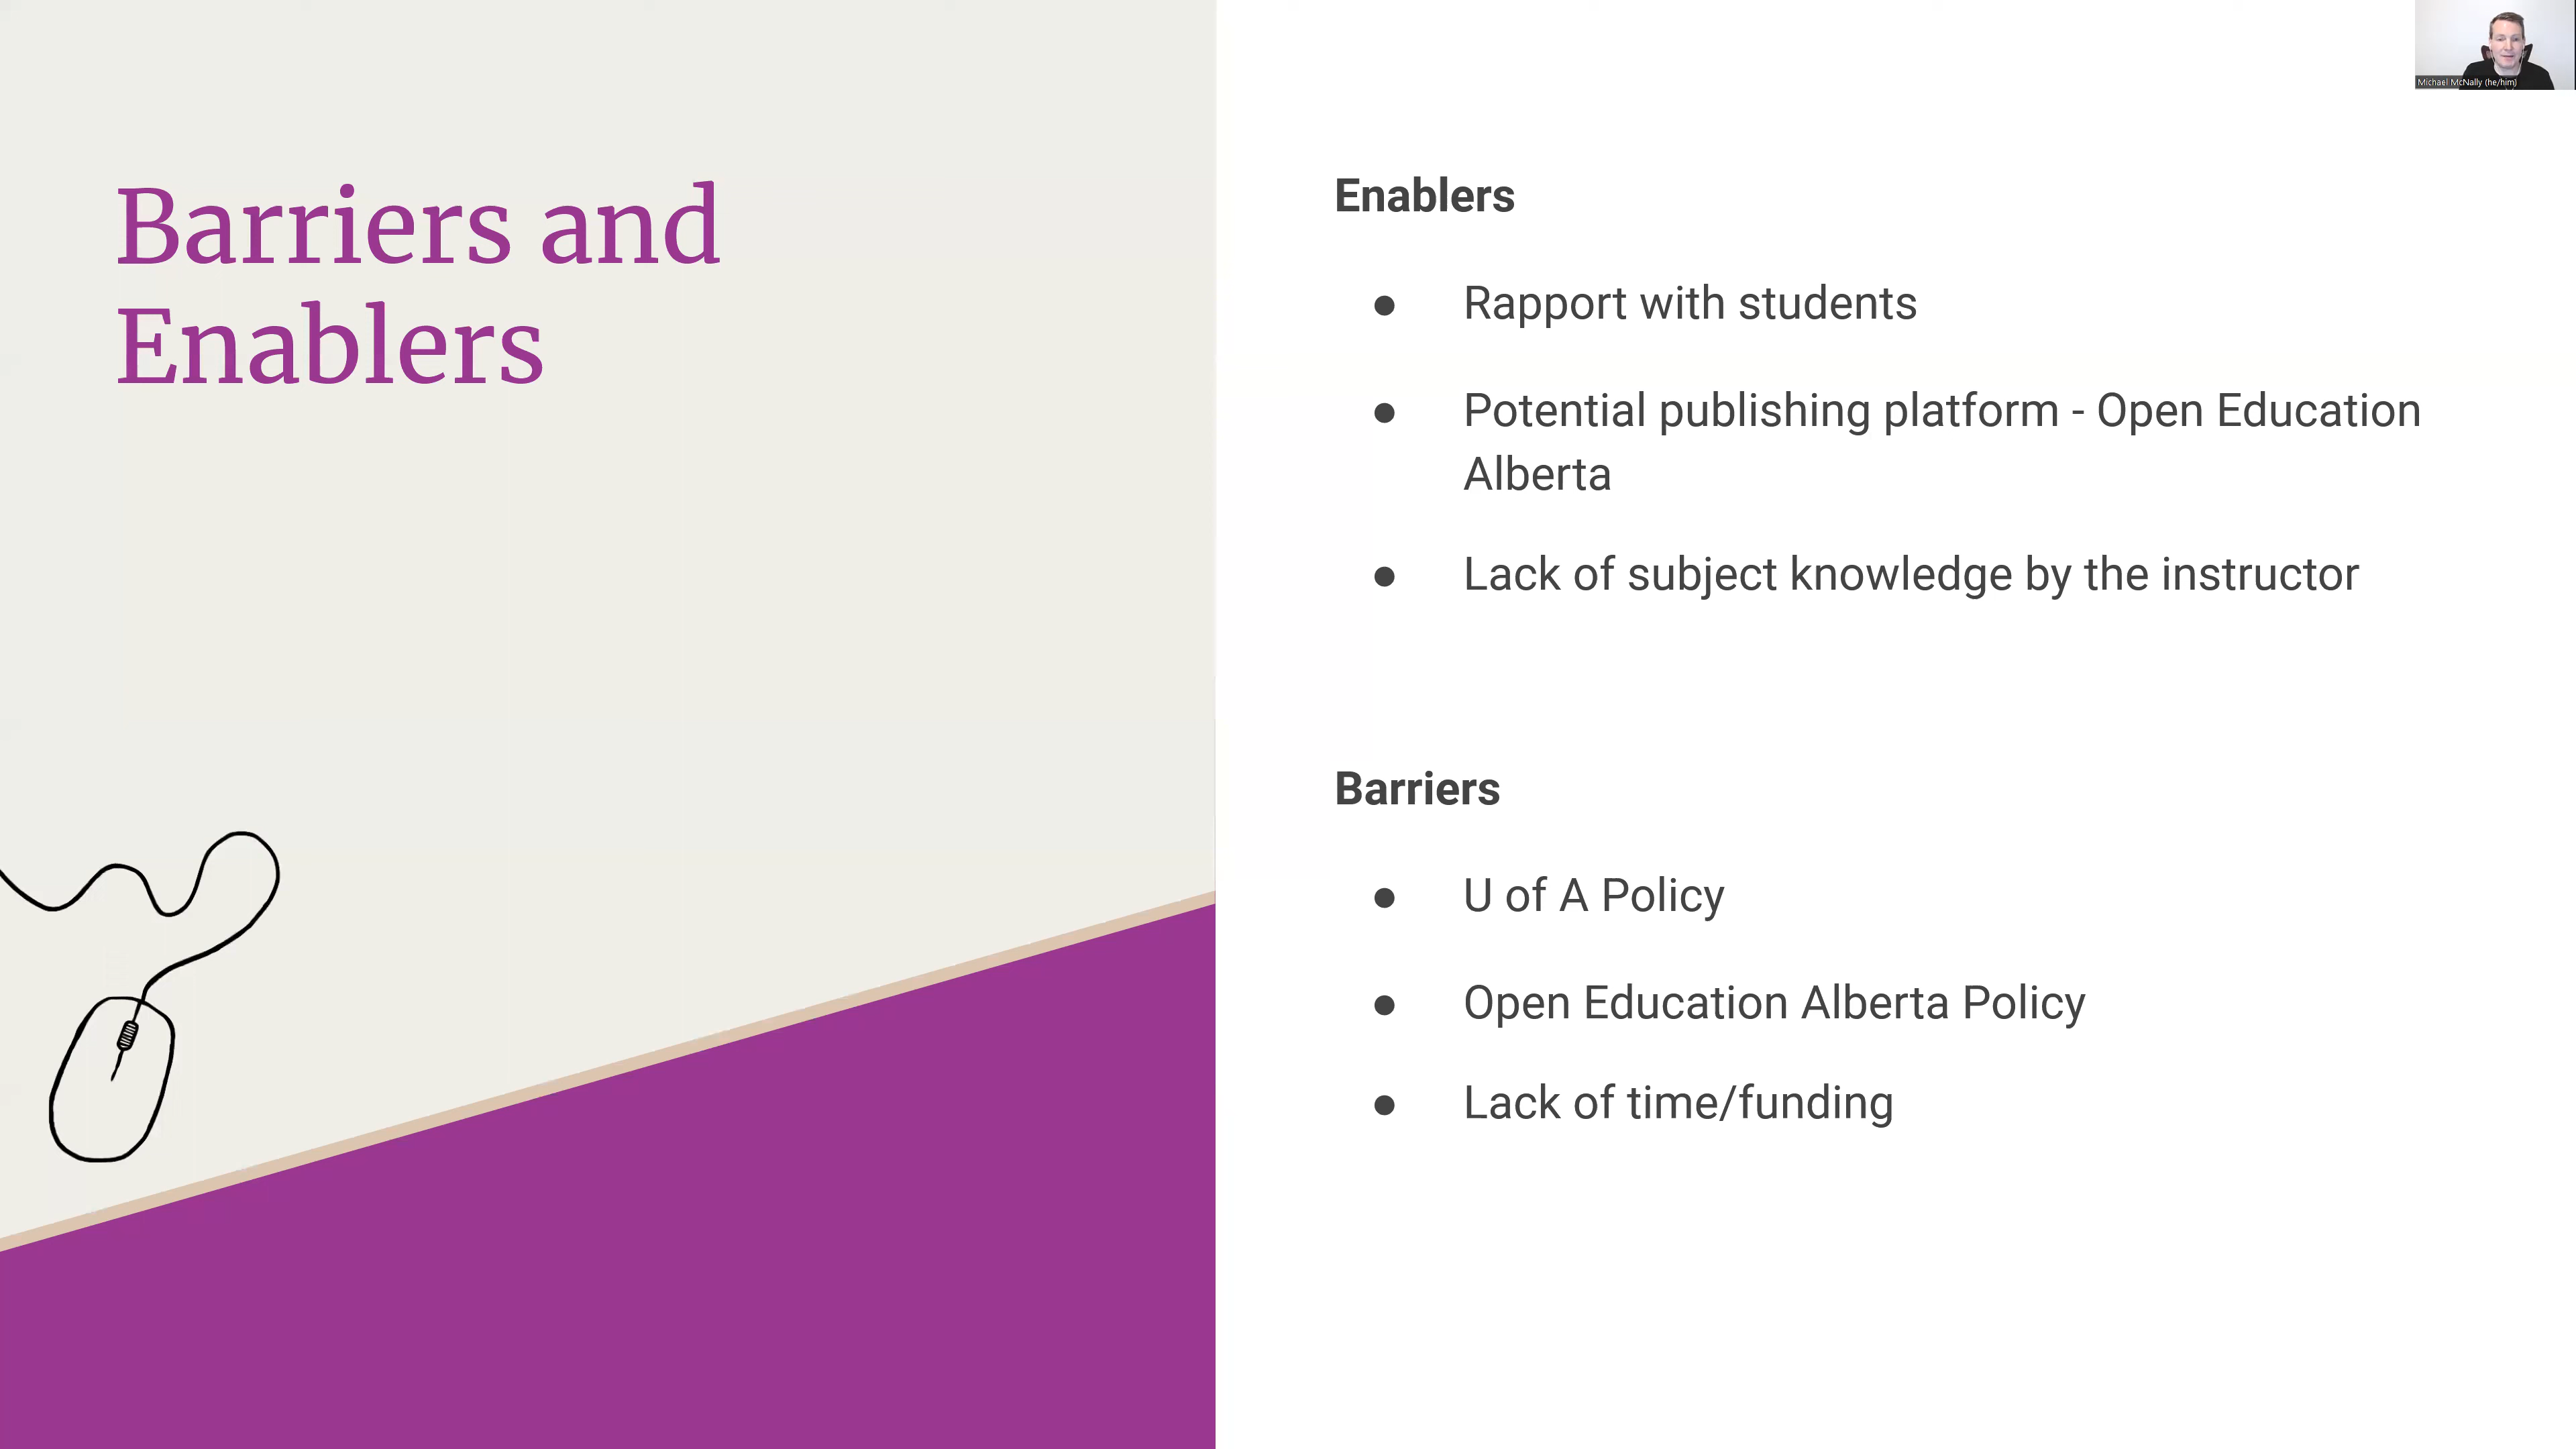 Michael McNally (he/him)
Barriers and
Enablers
Enablers
● Rapport with students
● Potential publishing platform - Open Education
Alberta
● Lack of subject knowledge by the instructor
Barriers
● U of A Policy
● Open Education Alberta Policy
● Lack of time/funding